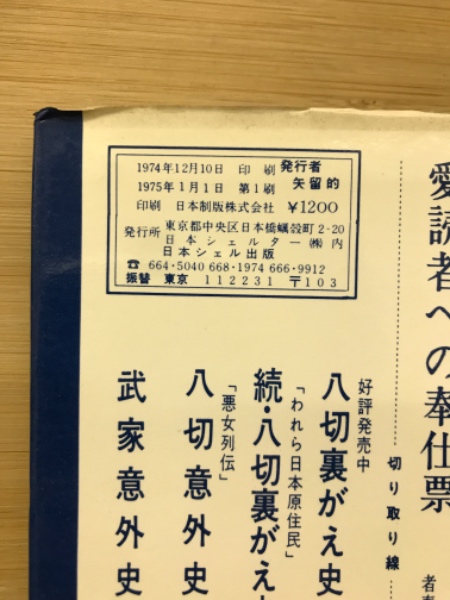 1974年12月10日 印 刷 発行者
1975年1月1日 第1刷 矢留的
印刷 日本制版株式会社 ¥1200
発行所 東京都中央区日本橋蠣殻町2-20
日本シェルター㈱内
日本シェル出版
☎ 664-5040 668-1974 666-9912
振替 東京 112231 〒103
愛読者への奉仕票
切り取り線
好評発売中
八切裏がえ史
「われら日本原住民」
続・八切裏がえ
「悪女列伝」
八切意外史
武家意外史